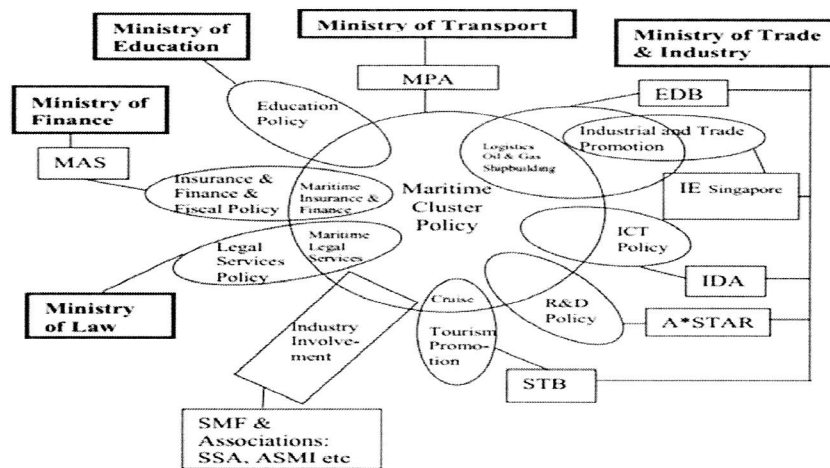 Ministry of
Education
Ministry of Transport
Ministry of Trade
& Industry
MPA
Ministry of
Finance
Education
Policy
EDB
Industrial and Trade
Promotion
Logistics
Oil & Gas
Shipbuilding
MAS
Insurance &
Finance &
Fiscal Policy
Maritime
Insurance &
Finance
Maritime
Cluster
Policy
IE Singapore
Maritime
Legal
Services
Legal
Services
Policy
ICT
Policy
IDA
Ministry
of Law
Industry
Involve-
ment
Cruise
Tourism
Promo-
tion
R&D
Policy
A*STAR
STB
SMF &
Associations:
SSA, ASMI etc